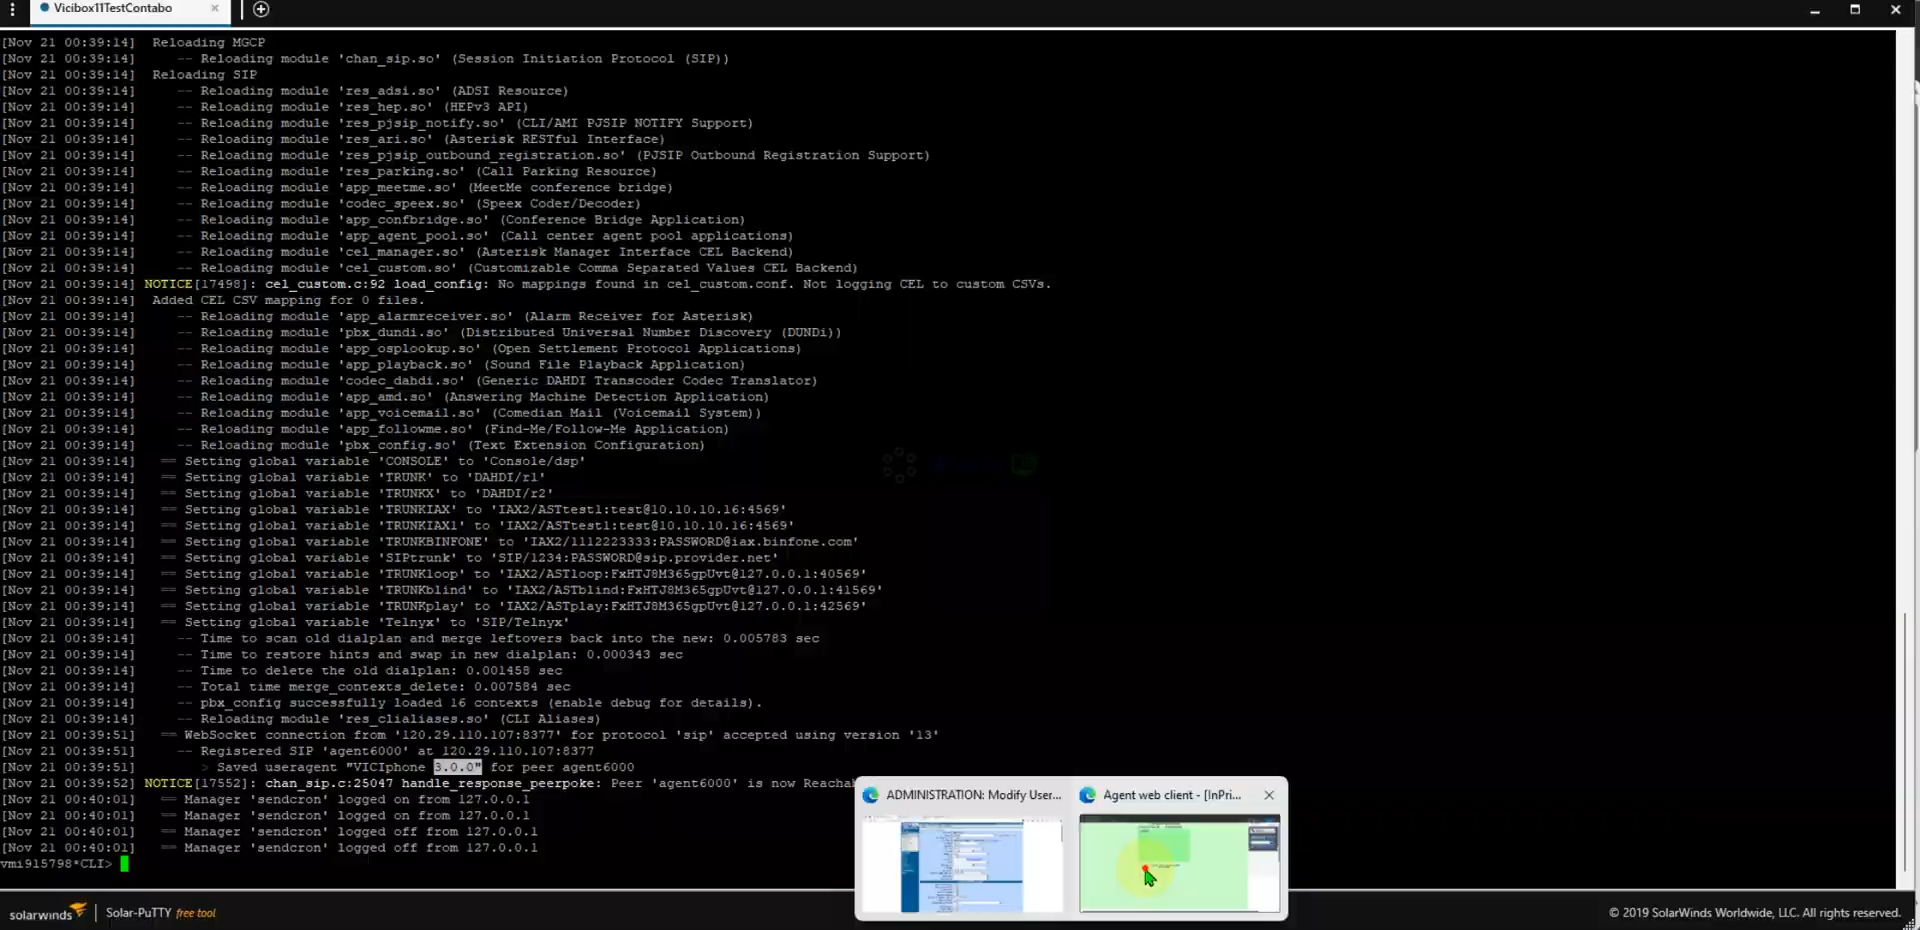 Vicibox11TestContabo
[Nov 21 00:39:14]  Reloading MGCP
[Nov 21 00:39:14]     -- Reloading module 'chan_sip.so' (Session Initiation Protocol (SIP))
[Nov 21 00:39:14]  Reloading SIP
[Nov 21 00:39:14]     -- Reloading module 'res_adsi.so' (ADSI Resource)
[Nov 21 00:39:14]     -- Reloading module 'res_hep.so' (HEPv3 API)
[Nov 21 00:39:14]     -- Reloading module 'res_pjsip_notify.so' (CLI/AMI PJSIP NOTIFY Support)
[Nov 21 00:39:14]     -- Reloading module 'res_ari.so' (Asterisk RESTful Interface)
[Nov 21 00:39:14]     -- Reloading module 'res_pjsip_outbound_registration.so' (PJSIP Outbound Registration Support)
[Nov 21 00:39:14]     -- Reloading module 'res_parking.so' (Call Parking Resource)
[Nov 21 00:39:14]     -- Reloading module 'app_meetme.so' (MeetMe conference bridge)
[Nov 21 00:39:14]     -- Reloading module 'codec_speex.so' (Speex Coder/Decoder)
[Nov 21 00:39:14]     -- Reloading module 'app_confbridge.so' (Conference Bridge Application)
[Nov 21 00:39:14]     -- Reloading module 'app_agent_pool.so' (Call center agent pool applications)
[Nov 21 00:39:14]     -- Reloading module 'cel_manager.so' (Asterisk Manager Interface CEL Backend)
[Nov 21 00:39:14]     -- Reloading module 'cel_custom.so' (Customizable Comma Separated Values CEL Backend)
[Nov 21 00:39:14] NOTICE[17498]: cel_custom.c:92 load_config: No mappings found in cel_custom.conf. Not logging CEL to custom CSVs.
[Nov 21 00:39:14]  Added CEL CSV mapping for 0 files.
[Nov 21 00:39:14]     -- Reloading module 'app_alarmreceiver.so' (Alarm Receiver for Asterisk)
[Nov 21 00:39:14]     -- Reloading module 'pbx_dundi.so' (Distributed Universal Number Discovery (DUNDi))
[Nov 21 00:39:14]     -- Reloading module 'app_osplookup.so' (Open Settlement Protocol Applications)
[Nov 21 00:39:14]     -- Reloading module 'app_playback.so' (Sound File Playback Application)
[Nov 21 00:39:14]     -- Reloading module 'codec_dahdi.so' (Generic DAHDI Transcoder Codec Translator)
[Nov 21 00:39:14]     -- Reloading module 'app_amd.so' (Answering Machine Detection Application)
[Nov 21 00:39:14]     -- Reloading module 'app_voicemail.so' (Comedian Mail (Voicemail System))
[Nov 21 00:39:14]     -- Reloading module 'app_followme.so' (Find-Me/Follow-Me Application)
[Nov 21 00:39:14]     -- Reloading module 'pbx_config.so' (Text Extension Configuration)
[Nov 21 00:39:14]   == Setting global variable 'CONSOLE' to 'Console/dsp'
[Nov 21 00:39:14]   == Setting global variable 'TRUNK' to 'DAHDI/r1'
[Nov 21 00:39:14]   == Setting global variable 'TRUNKX' to 'DAHDI/r2'
[Nov 21 00:39:14]   == Setting global variable 'TRUNKIAX' to 'IAX2/ASTtest1:test@10.10.10.16:4569'
[Nov 21 00:39:14]   == Setting global variable 'TRUNKIAX1' to 'IAX2/ASTtest1:test@10.10.10.16:4569'
[Nov 21 00:39:14]   == Setting global variable 'TRUNKBINFONE' to 'IAX2/1112223333:PASSWORD@iax.binfone.com'
[Nov 21 00:39:14]   == Setting global variable 'SIPtrunk' to 'SIP/1234:PASSWORD@sip.provider.net'
[Nov 21 00:39:14]   == Setting global variable 'TRUNKloop' to 'IAX2/ASTloop:FxHTJ8M365gpUvt@127.0.0.1:40569'
[Nov 21 00:39:14]   == Setting global variable 'TRUNKblind' to 'IAX2/ASTblind:FxHTJ8M365gpUvt@127.0.0.1:41569'
[Nov 21 00:39:14]   == Setting global variable 'TRUNKplay' to 'IAX2/ASTplay:FxHTJ8M365gpUvt@127.0.0.1:42569'
[Nov 21 00:39:14]   == Setting global variable 'Telnyx' to 'SIP/Telnyx'
[Nov 21 00:39:14]     -- Time to scan old dialplan and merge leftovers back into the new: 0.005783 sec
[Nov 21 00:39:14]     -- Time to restore hints and swap in new dialplan: 0.000343 sec
[Nov 21 00:39:14]     -- Time to delete the old dialplan: 0.001458 sec
[Nov 21 00:39:14]     -- Total time merge_contexts_delete: 0.007584 sec
[Nov 21 00:39:14]     -- pbx_config successfully loaded 16 contexts (enable debug for details).
[Nov 21 00:39:14]     -- Reloading module 'res_clialiases.so' (CLI Aliases)
[Nov 21 00:39:51]   == WebSocket connection from '120.29.110.107:8377' for protocol 'sip' accepted using version '13'
[Nov 21 00:39:51]     -- Registered SIP 'agent6000' at 120.29.110.107:8377
[Nov 21 00:39:51]        > Saved useragent "VICIphone 3.0.0" for peer agent6000
[Nov 21 00:39:52] NOTICE[17552]: chan_sip.c:25047 handle_response_peerpoke: Peer 'agent6000' is now Reacha
[Nov 21 00:40:01]   == Manager 'sendcron' logged on from 127.0.0.1
[Nov 21 00:40:01]   == Manager 'sendcron' logged on from 127.0.0.1
[Nov 21 00:40:01]   == Manager 'sendcron' logged off from 127.0.0.1
[Nov 21 00:40:01]   == Manager 'sendcron' logged off from 127.0.0.1
vmi915798*CLI>
ADMINISTRATION: Modify User...
Agent web client - [InPri...
solarwinds
Solar-PuTTY free tool
© 2019 SolarWinds Worldwide, LLC. All rights reserved.